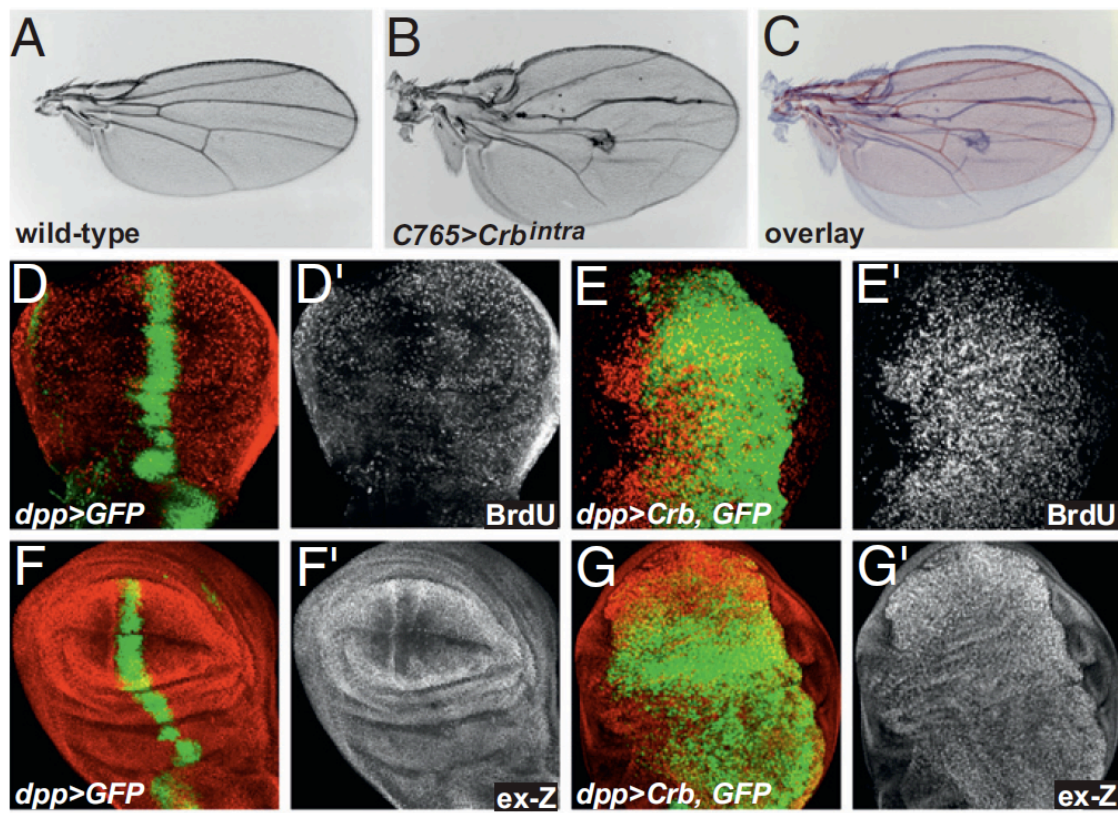 A
B
C
wild-type
C765>Crb^intra
overlay
D
D'
E
E'
dpp>GFP
BrdU
dpp>Crb, GFP
BrdU
F
F'
G
G'
dpp>GFP
ex-Z
dpp>Crb, GFP
ex-Z